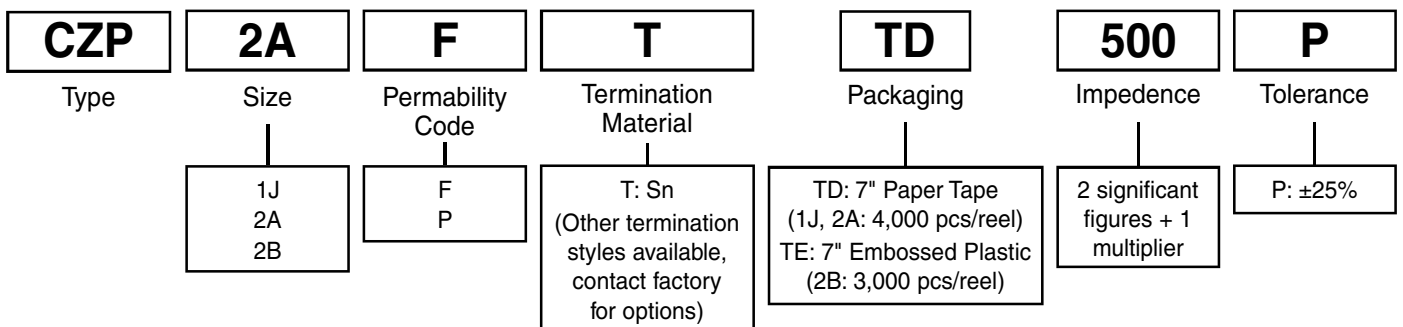 CZP 2A F T TD 500 P
Type Size Permability Code Termination Material Packaging Impedence Tolerance
1J
2A
2B
F
P
T: Sn
(Other termination
styles available,
contact factory
for options)
TD: 7" Paper Tape
(1J, 2A: 4,000 pcs/reel)
TE: 7" Embossed Plastic
(2B: 3,000 pcs/reel)
2 significant
figures + 1
multiplier
P: ±25%